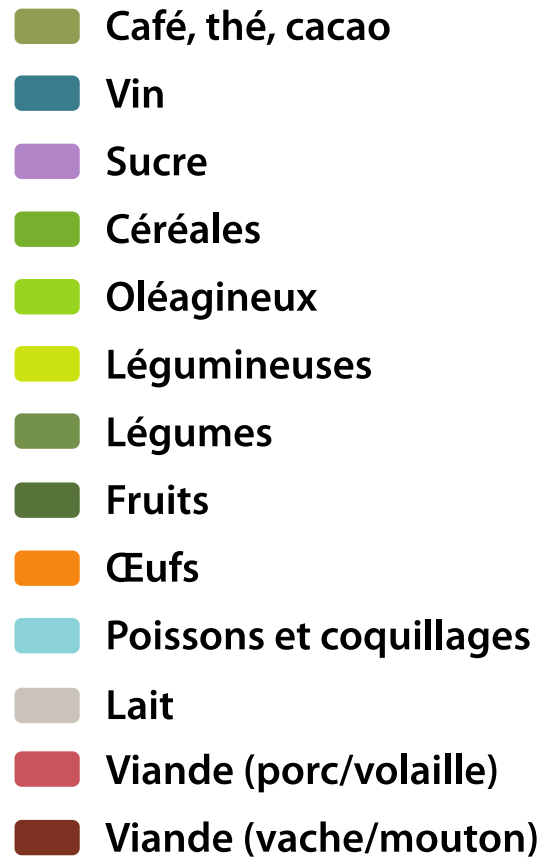 Café, thé, cacao
Vin
Sucre
Céréales
Oléagineux
Légumineuses
Légumes
Fruits
Œufs
Poissons et coquillages
Lait
Viande (porc/volaille)
Viande (vache/mouton)